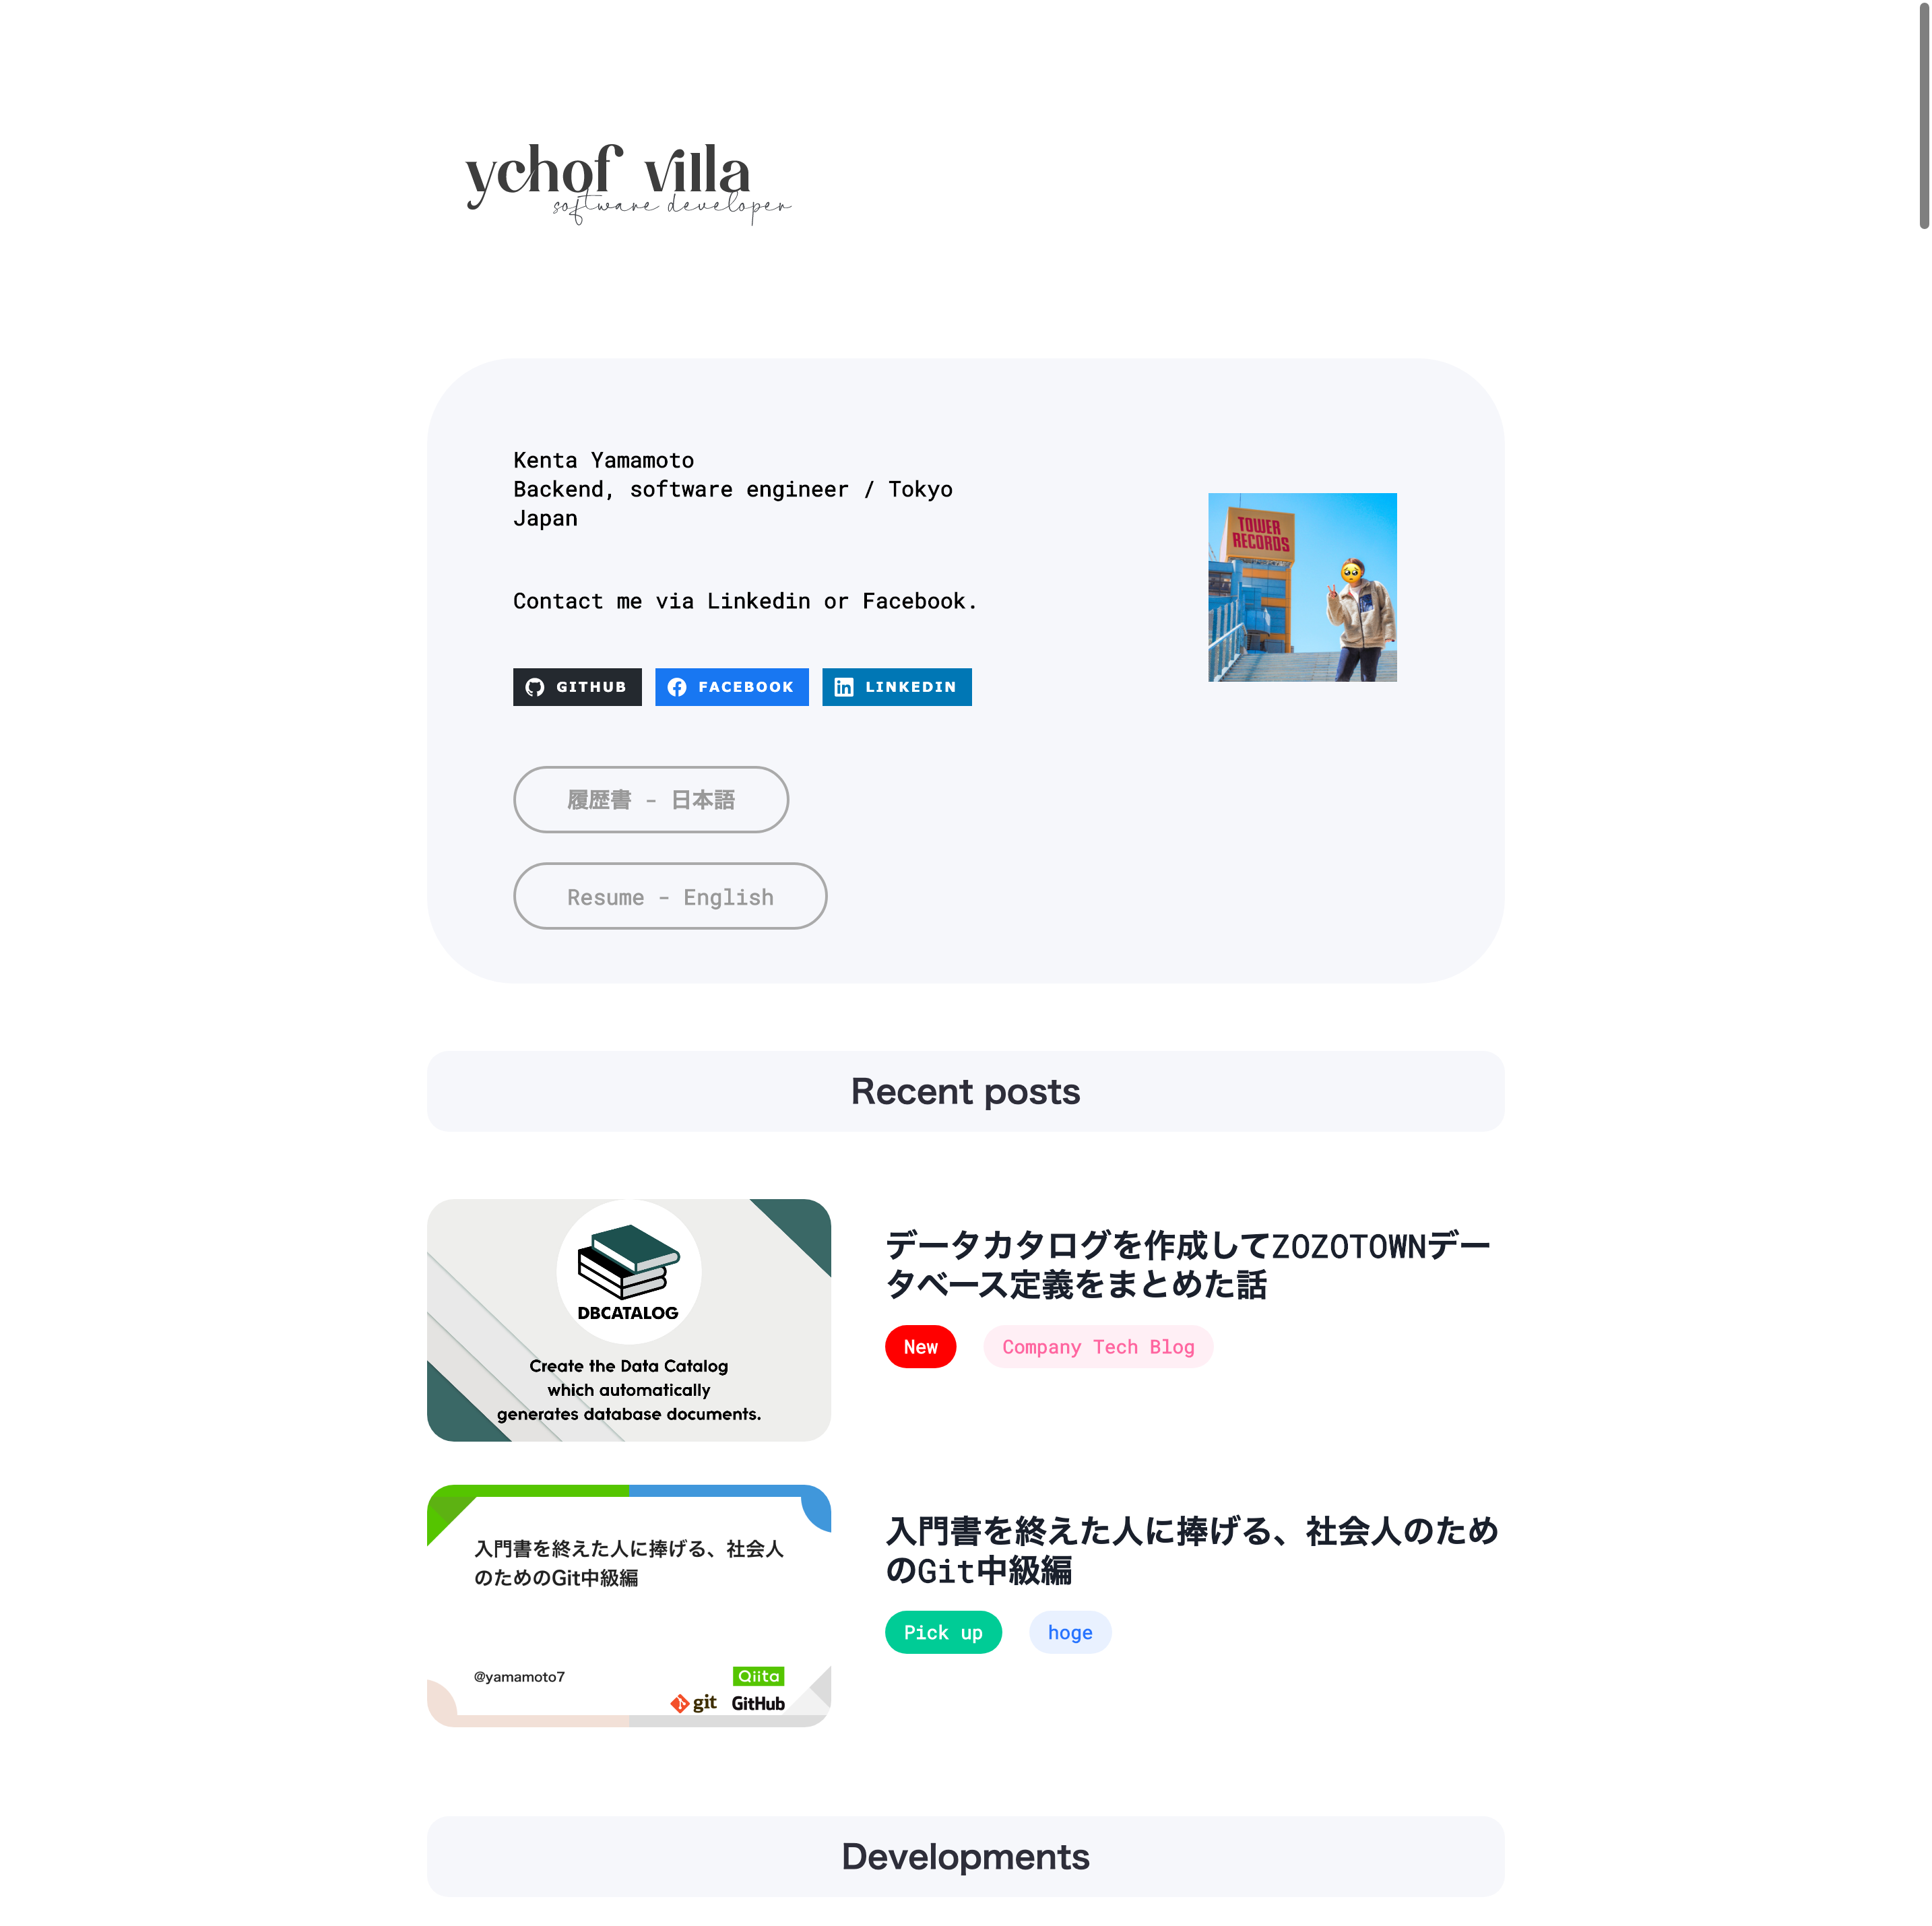 ychof villa
software developer
Kenta Yamamoto
Backend, software engineer / Tokyo
Japan
TOWER
RECORDS
Contact me via Linkedin or Facebook.
GITHUB FACEBOOK LINKEDIN
履歴書 - 日本語
Resume - English
Recent posts
DBCATALOG
Create the Data Catalog
which automatically
generates database documents.
データカタログを作成してZOZOTOWNデー
タベース定義をまとめた話
New Company Tech Blog
入門書を終えた人に捧げる、社会人
のためのGit中級編
@yamamoto7
Qiita
git GitHub
入門書を終えた人に捧げる、社会人のため
のGit中級編
Pick up hoge
Developments